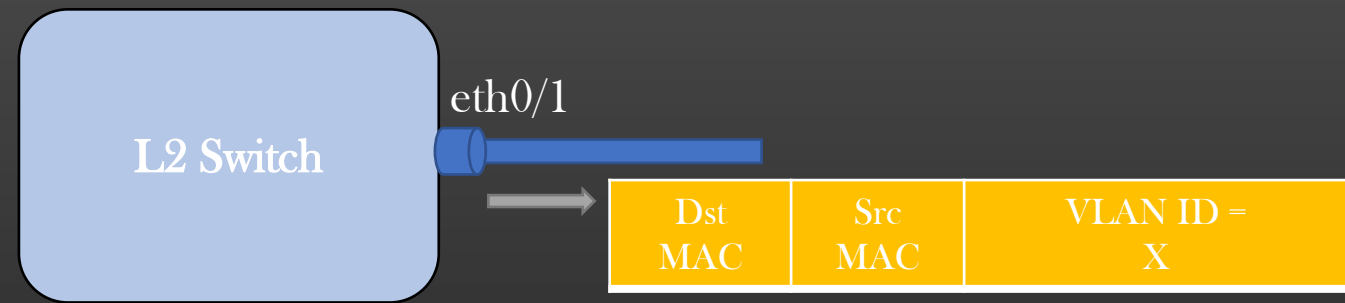 eth0/1
L2 Switch
Dst
MAC
Src
MAC
VLAN ID =
X